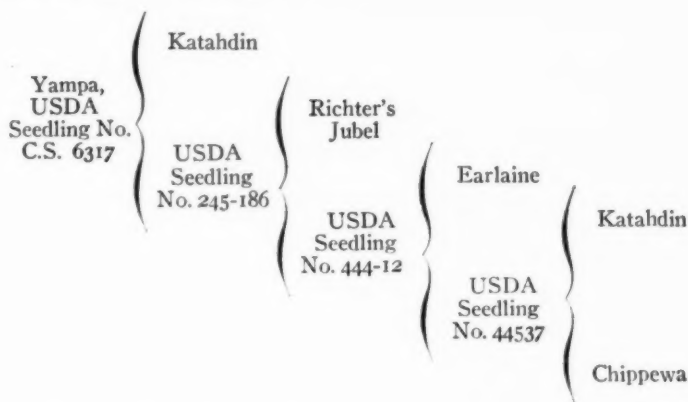 Yampa,
USDA
Seedling No.
C.S. 6317
Katahdin
USDA
Seedling
No. 245-186
Richter's
Jubel
USDA
Seedling
No. 444-12
Earlaine
USDA
Seedling
No. 44537
Katahdin
Chippewa